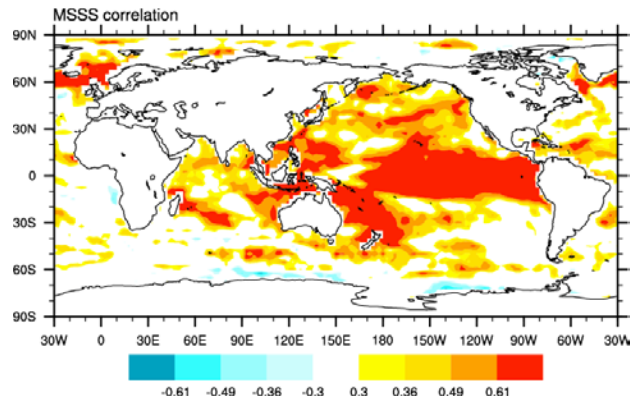 MSSS correlation
90N
60N
30N
0
30S
60S
90S
30W 0 30E 60E 90E 120E 150E 180W 150W 120W 90W 60W 30W
-0.61 -0.49 -0.36 -0.3 0.3 0.36 0.49 0.61